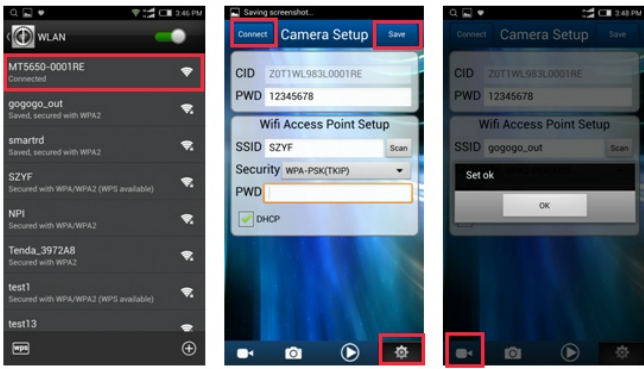 3:46 PM
WLAN
MT5650-0001RE
Connected
gogogo_out
Saved, secured with WPA2
smartrd
Saved, secured with WPA2
SZYF
Secured with WPA/WPA2 (WPS available)
NPI
Secured with WPA/WPA2
Tenda_3972A8
Secured with WPA2
test1
Secured with WPA/WPA2 (WPS available)
test13
wps
Saving screenshot...
Connect Camera Setup Save
CID Z0T1WL983L0001RE
PWD 12345678
Wifi Access Point Setup
SSID SZYF Scan
Security WPA-PSK(TKIP)
PWD
DHCP
3:48 PM
Connect Camera Setup Save
CID Z0T1WL983L0001RE
PWD 12345678
Wifi Access Point Setup
SSID gogogo_out Scan
Set ok
OK